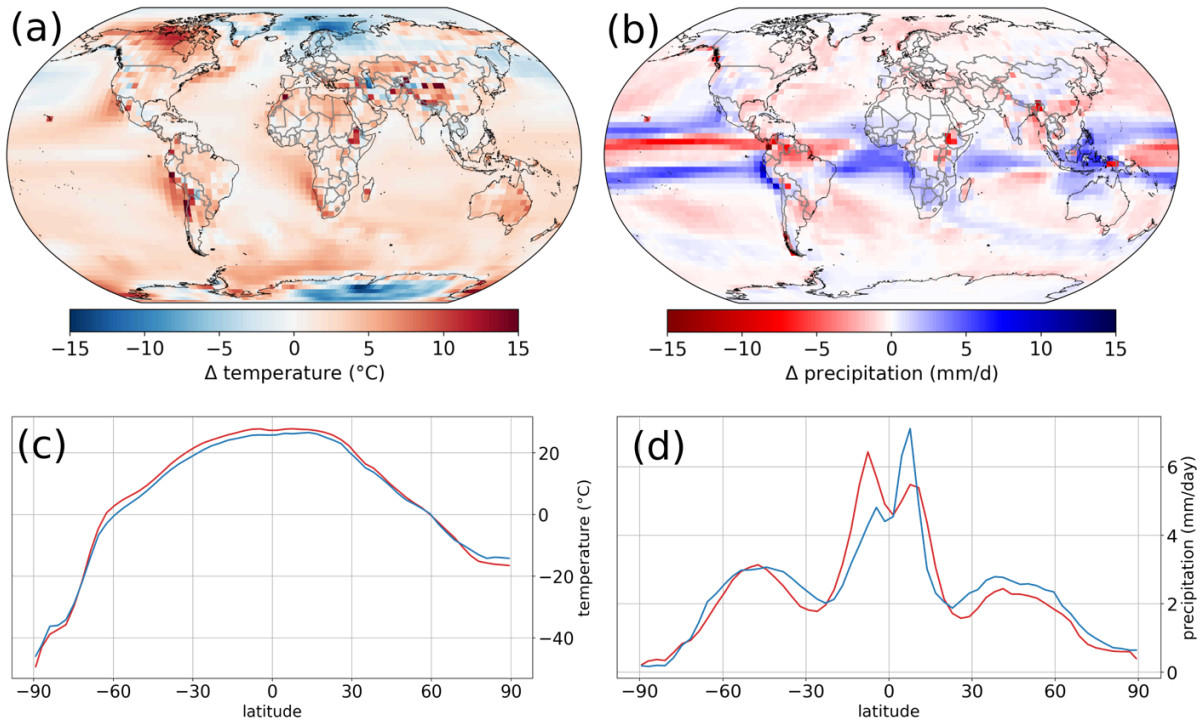 (a)
(b)
−15 −10 −5 0 5 10 15
Δ temperature (°C)
−15 −10 −5 0 5 10 15
Δ precipitation (mm/d)
(c)
20
0
−20
−40
temperature (°C)
−90 −60 −30 0 30 60 90
latitude
(d)
6
4
2
0
precipitation (mm/day)
−90 −60 −30 0 30 60 90
latitude